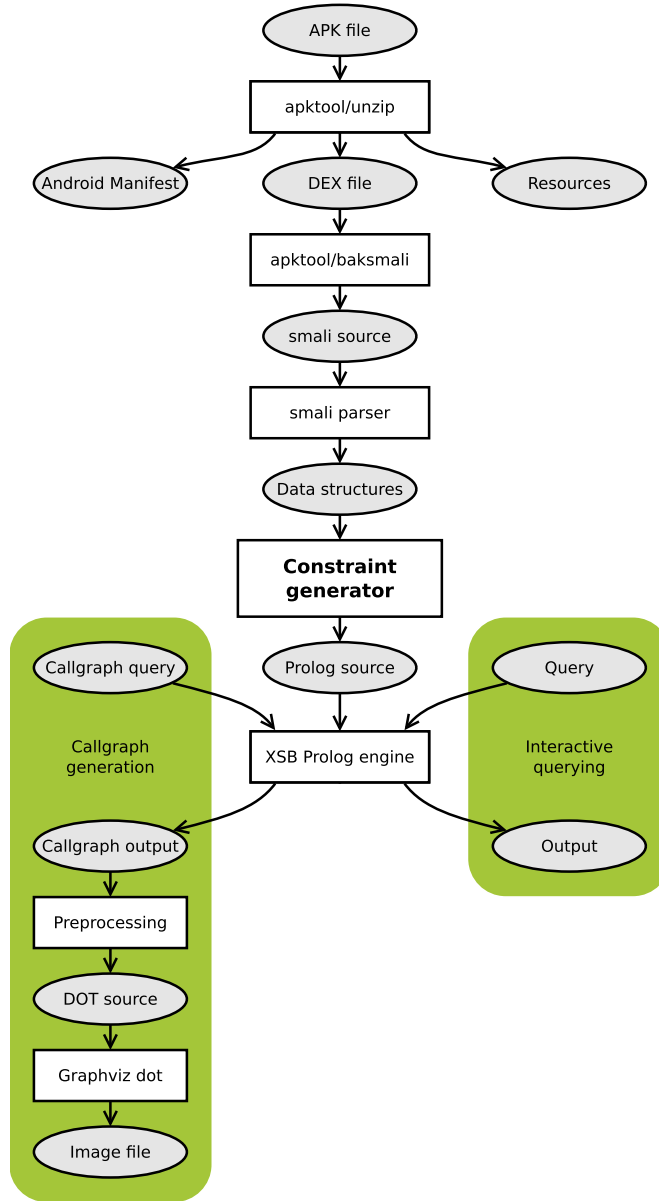 APK file
apktool/unzip
Android Manifest
DEX file
Resources
apktool/baksmali
smali source
smali parser
Data structures
Constraint
generator
Callgraph query
Prolog source
Query
Callgraph
generation
XSB Prolog engine
Interactive
querying
Callgraph output
Output
Preprocessing
DOT source
Graphviz dot
Image file